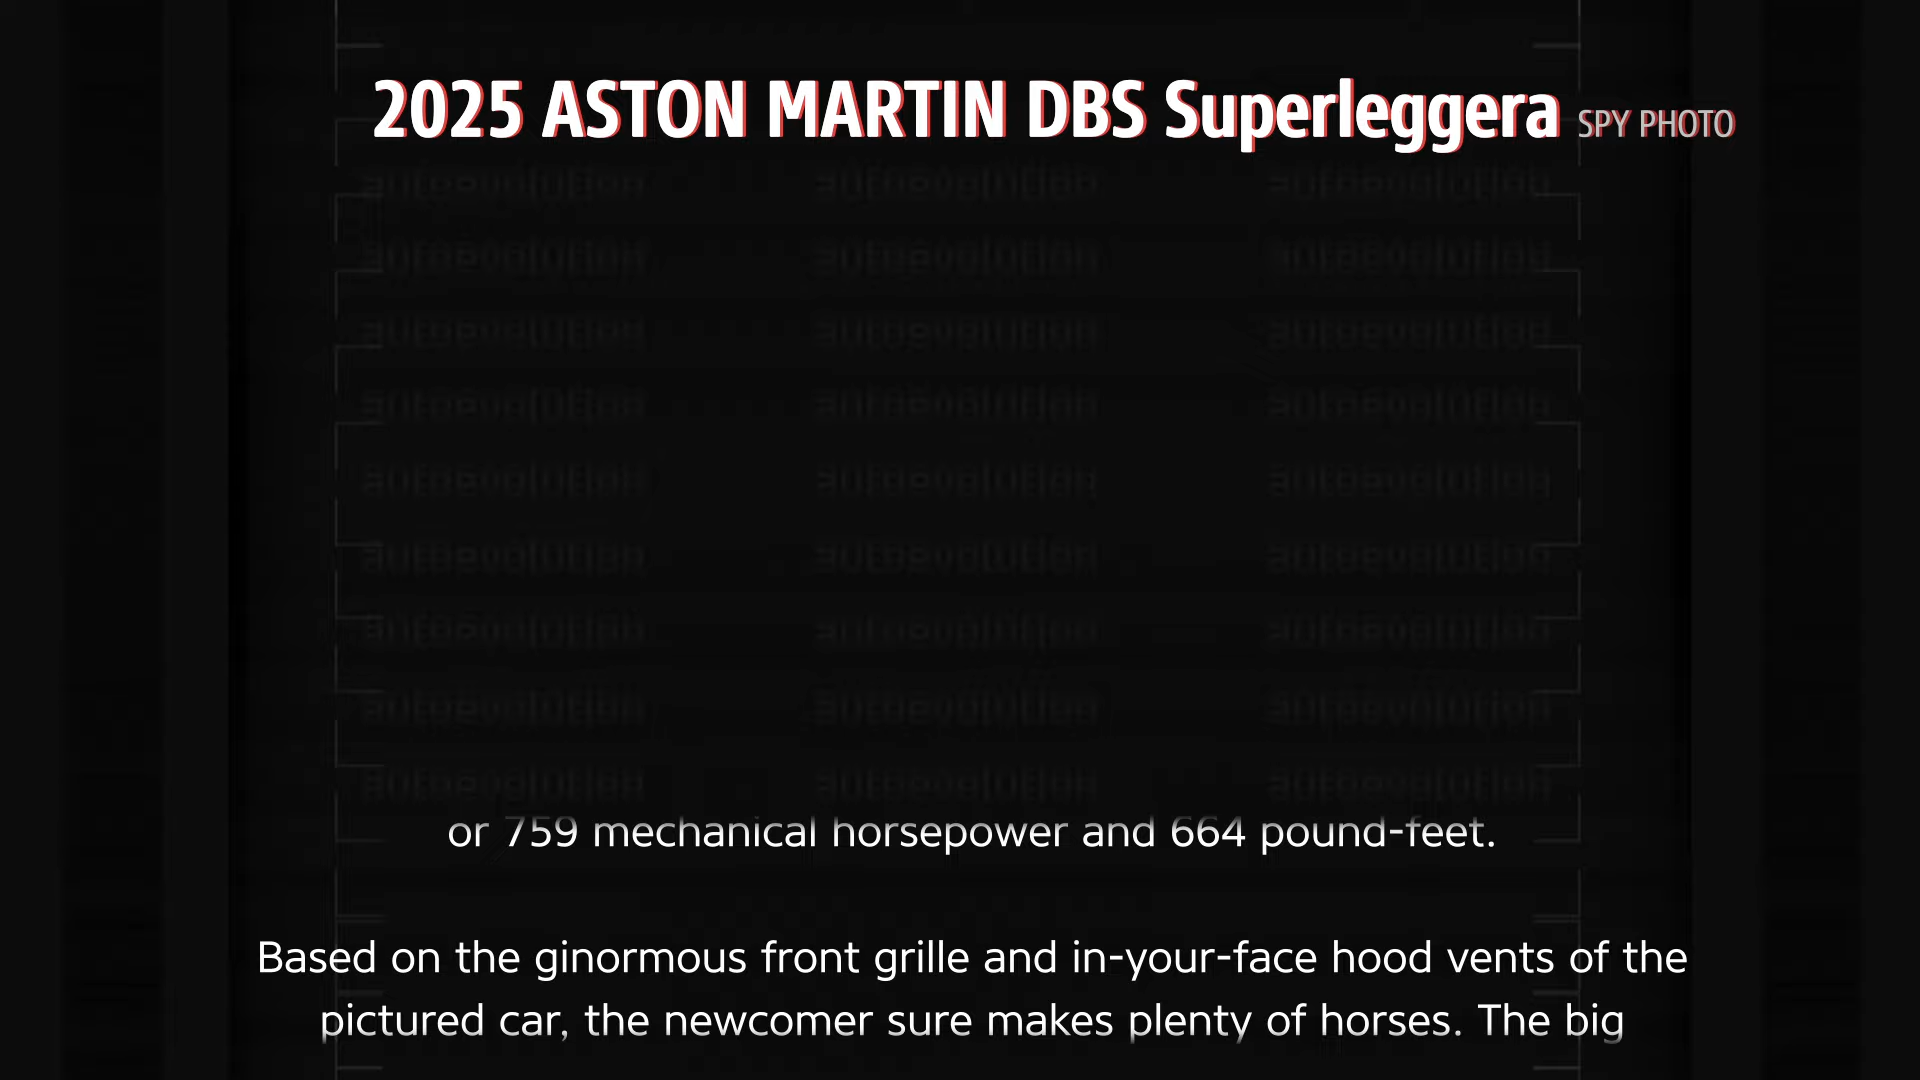 2025 ASTON MARTIN DBS Superleggera SPY PHOTO
or 759 mechanical horsepower and 664 pound-feet.
Based on the ginormous front grille and in-your-face hood vents of the
pictured car, the newcomer sure makes plenty of horses. The big